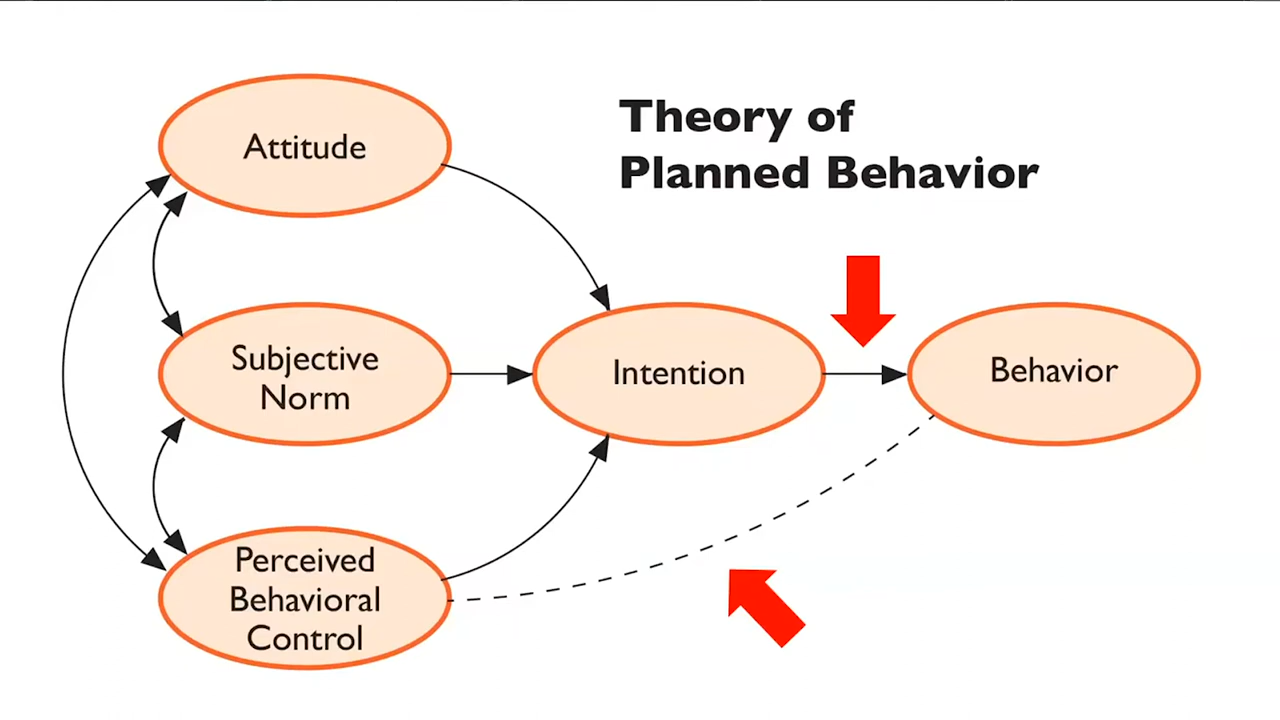 Theory of
Planned Behavior
Attitude
Subjective
Norm
Perceived
Behavioral
Control
Intention
Behavior